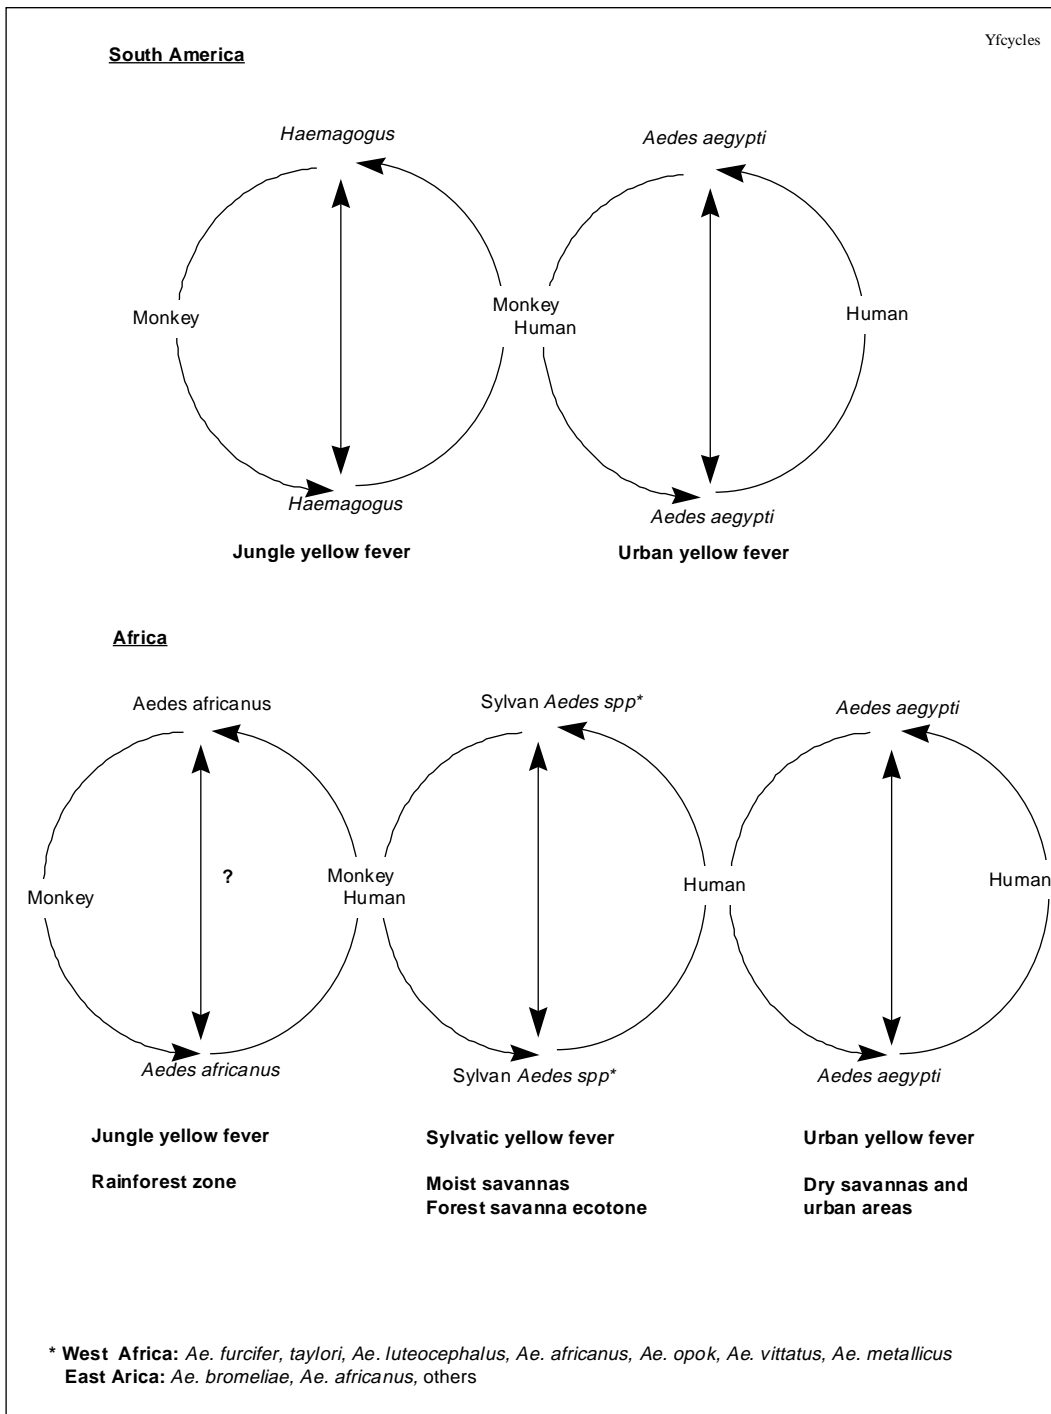 Yfcycles
South America
Haemagogus
Aedes aegypti
Monkey
Monkey
Human
Human
Haemagogus
Aedes aegypti
Jungle yellow fever
Urban yellow fever
Africa
Aedes africanus
Sylvan Aedes spp*
Aedes aegypti
?
Monkey
Monkey
Human
Human
Human
Aedes africanus
Sylvan Aedes spp*
Aedes aegypti
Jungle yellow fever
Sylvatic yellow fever
Urban yellow fever
Rainforest zone
Moist savannas
Forest savanna ecotone
Dry savannas and
urban areas
* West Africa: Ae. furcifer, taylori, Ae. luteocephalus, Ae. africanus, Ae. opok, Ae. vittatus, Ae. metallicus
East Arica: Ae. bromeliae, Ae. africanus, others